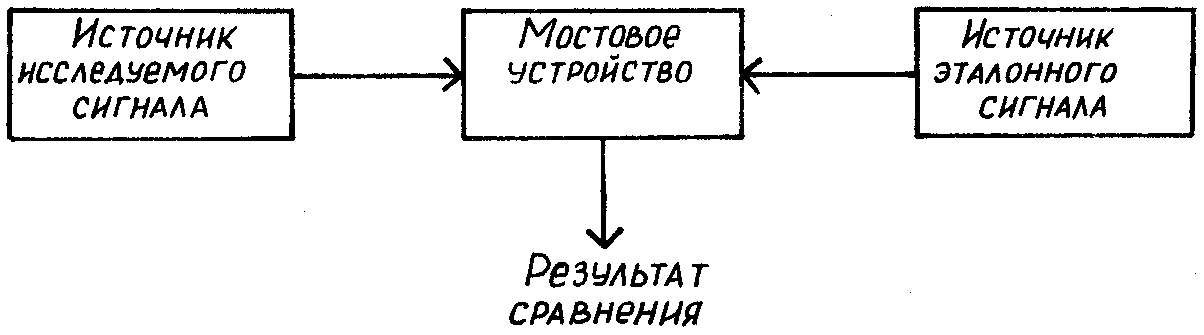 Источник
исследуемого
сигнала
Мостовое
устройство
Источник
эталонного
сигнала
Результат
сравнения